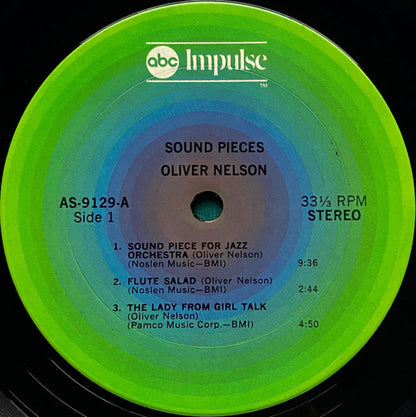 abc Impulse
TM
SOUND PIECES
OLIVER NELSON
AS-9129-A 33⅓ RPM
Side 1 STEREO
1. SOUND PIECE FOR JAZZ
ORCHESTRA (Oliver Nelson)
(Noslen Music—BMI) 9:36
2. FLUTE SALAD (Oliver Nelson)
(Noslen Music—BMI) 2:44
3. THE LADY FROM GIRL TALK
(Oliver Nelson)
(Pamco Music Corp.—BMI) 4:50